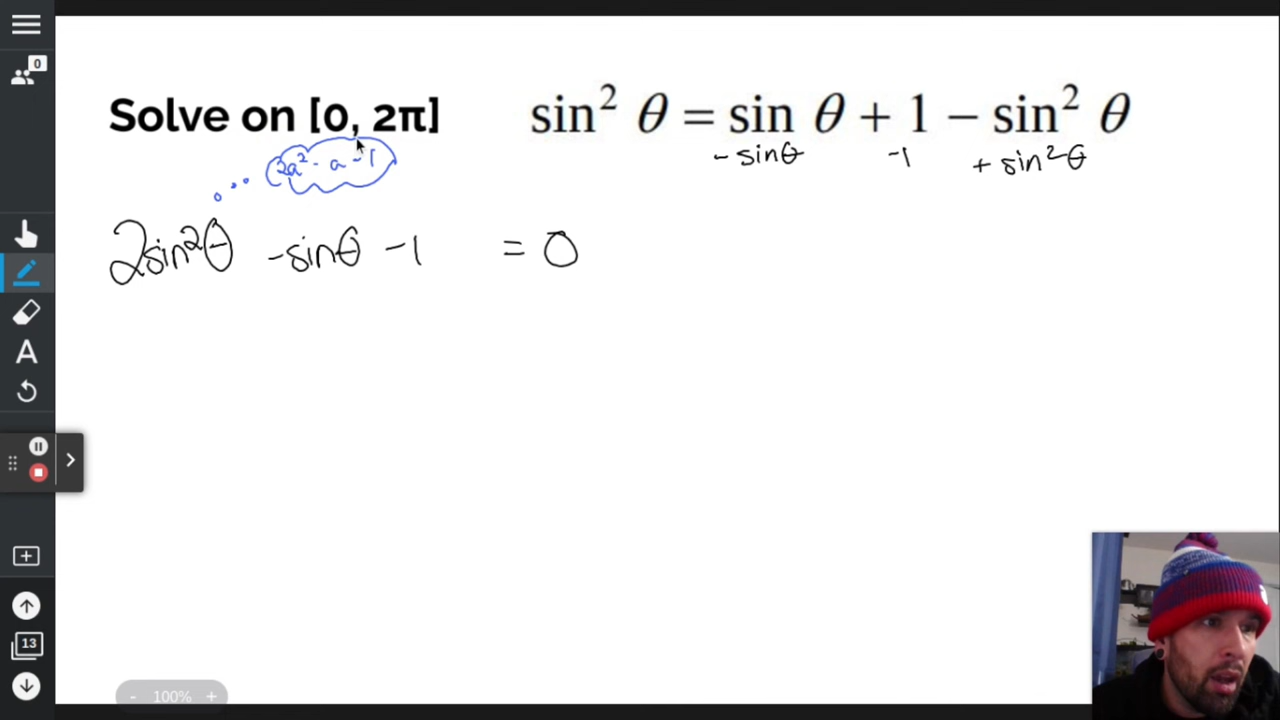 0
Solve on [0, 2π]
sin² θ = sin θ + 1 − sin² θ
- sinθ -1 + sin²θ
2a² - a - 1
2sin²θ - sinθ - 1 = 0
A
13
- 100% +